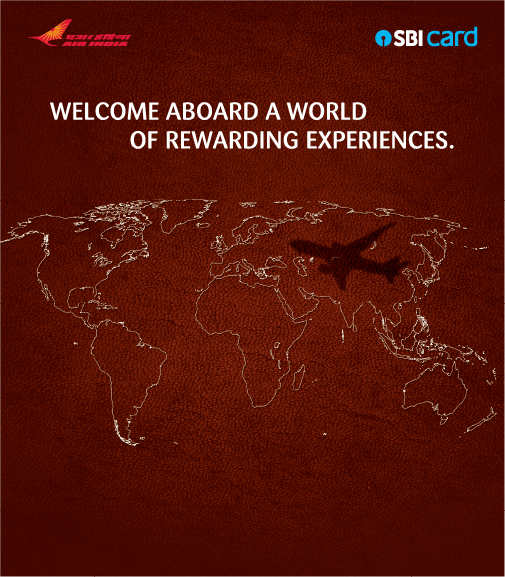 एअर इंडिया
AIR INDIA
SBI card
WELCOME ABOARD A WORLD
OF REWARDING EXPERIENCES.